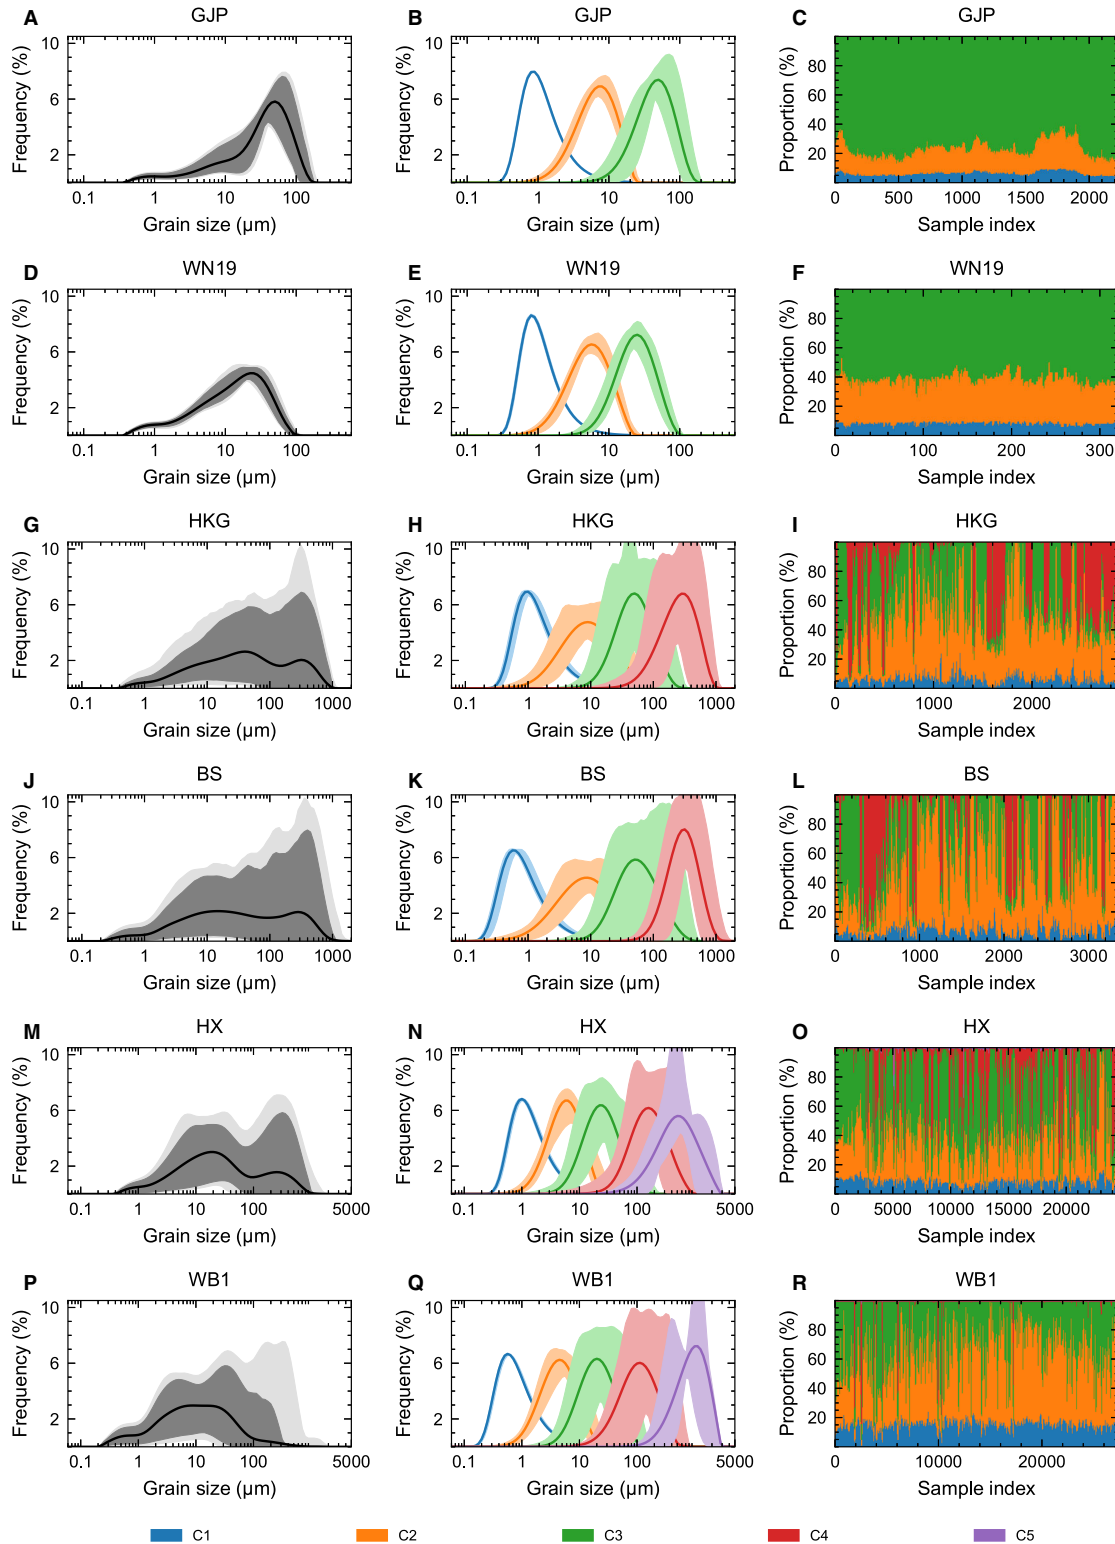 A GJP
Frequency (%)
10
6
2
0.1 1 10 100
Grain size (µm)
B GJP
Frequency (%)
10
6
2
0.1 1 10 100
Grain size (µm)
C GJP
Proportion (%)
80
60
40
20
0 500 1000 1500 2000
Sample index
D WN19
Frequency (%)
10
6
2
0.1 1 10 100
Grain size (µm)
E WN19
Frequency (%)
10
6
2
0.1 1 10 100
Grain size (µm)
F WN19
Proportion (%)
80
60
40
20
0 100 200 300
Sample index
G HKG
Frequency (%)
10
6
2
0.1 1 10 100 1000
Grain size (µm)
H HKG
Frequency (%)
10
6
2
0.1 1 10 100 1000
Grain size (µm)
I HKG
Proportion (%)
80
60
40
20
0 2000
Sample index
J BS
Frequency (%)
10
6
2
0.1 1 10 100 1000
Grain size (µm)
K BS
Frequency (%)
10
6
2
0.1 1 10 100 1000
Grain size (µm)
L BS
Proportion (%)
80
60
40
20
0 1000 2000 3000
Sample index
M HX
Frequency (%)
10
6
2
0.1 1 10 100 5000
Grain size (µm)
N HX
Frequency (%)
10
6
2
0.1 1 10 100 5000
Grain size (µm)
O HX
Proportion (%)
80
60
40
20
0 5000 10000 15000 20000
Sample index
P WB1
Frequency (%)
10
6
2
0.1 1 10 100 5000
Grain size (µm)
Q WB1
Frequency (%)
10
6
2
0.1 1 10 100 5000
Grain size (µm)
R WB1
Proportion (%)
80
60
40
20
0 10000 20000
Sample index
C1 C2 C3 C4 C5